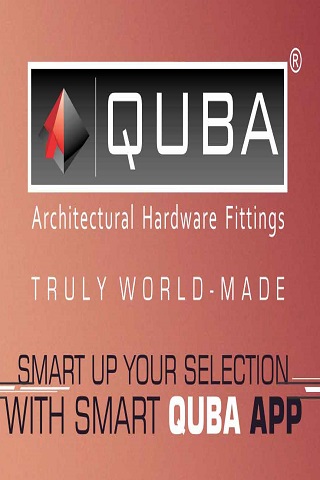 ®
QUBA
Architectural Hardware Fittings
TRULY WORLD-MADE
SMART UP YOUR SELECTION
WITH SMART QUBA APP